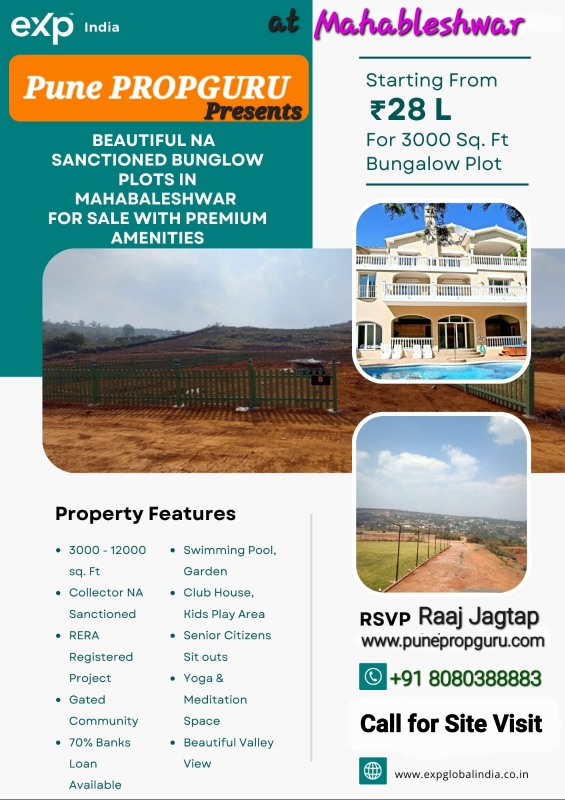 exp India
at Mahableshwar
Pune PROPGURU
Presents
BEAUTIFUL NA
SANCTIONED BUNGLOW
PLOTS IN
MAHABALESHWAR
FOR SALE WITH PREMIUM
AMENITIES
Starting From
₹28 L
For 3000 Sq. Ft
Bungalow Plot
Property Features
• 3000 - 12000
sq. Ft
• Collector NA
Sanctioned
• RERA
Registered
Project
• Gated
Community
• 70% Banks
Loan
Available
• Swimming Pool,
Garden
• Club House,
Kids Play Area
• Senior Citizens
Sit outs
• Yoga &
Meditation
Space
• Beautiful Valley
View
RSVP Raaj Jagtap
www.punepropguru.com
+91 8080388883
Call for Site Visit
www.expglobalindia.co.in